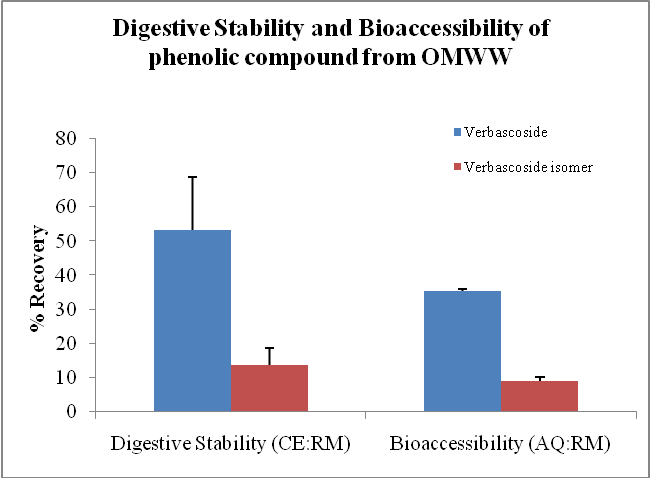 Digestive Stability and Bioaccessibility of
phenolic compound from OMWW
Verbascoside
Verbascoside isomer
% Recovery
80
70
60
50
40
30
20
10
0
Digestive Stability (CE:RM)
Bioaccessibility (AQ:RM)